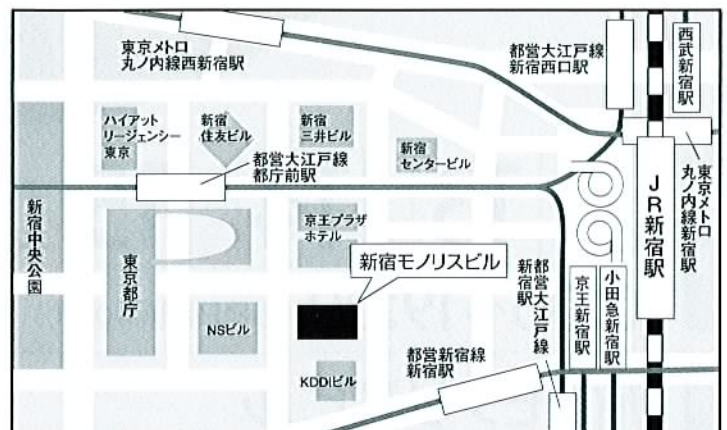 東京メトロ
丸ノ内線西新宿駅
都営大江戸線
新宿西口駅
西武新宿駅
ハイアット
リージェンシー
東京
新宿
住友ビル
新宿
三井ビル
新宿
センタービル
都営大江戸線
都庁前駅
東京メトロ
丸ノ内線新宿駅
JR新宿駅
新宿中央公園
東京都庁
京王プラザ
ホテル
新宿モノリスビル
都営大江戸線
新宿駅
京王新宿駅
小田急新宿駅
NSビル
KDDiビル
都営新宿線
新宿駅